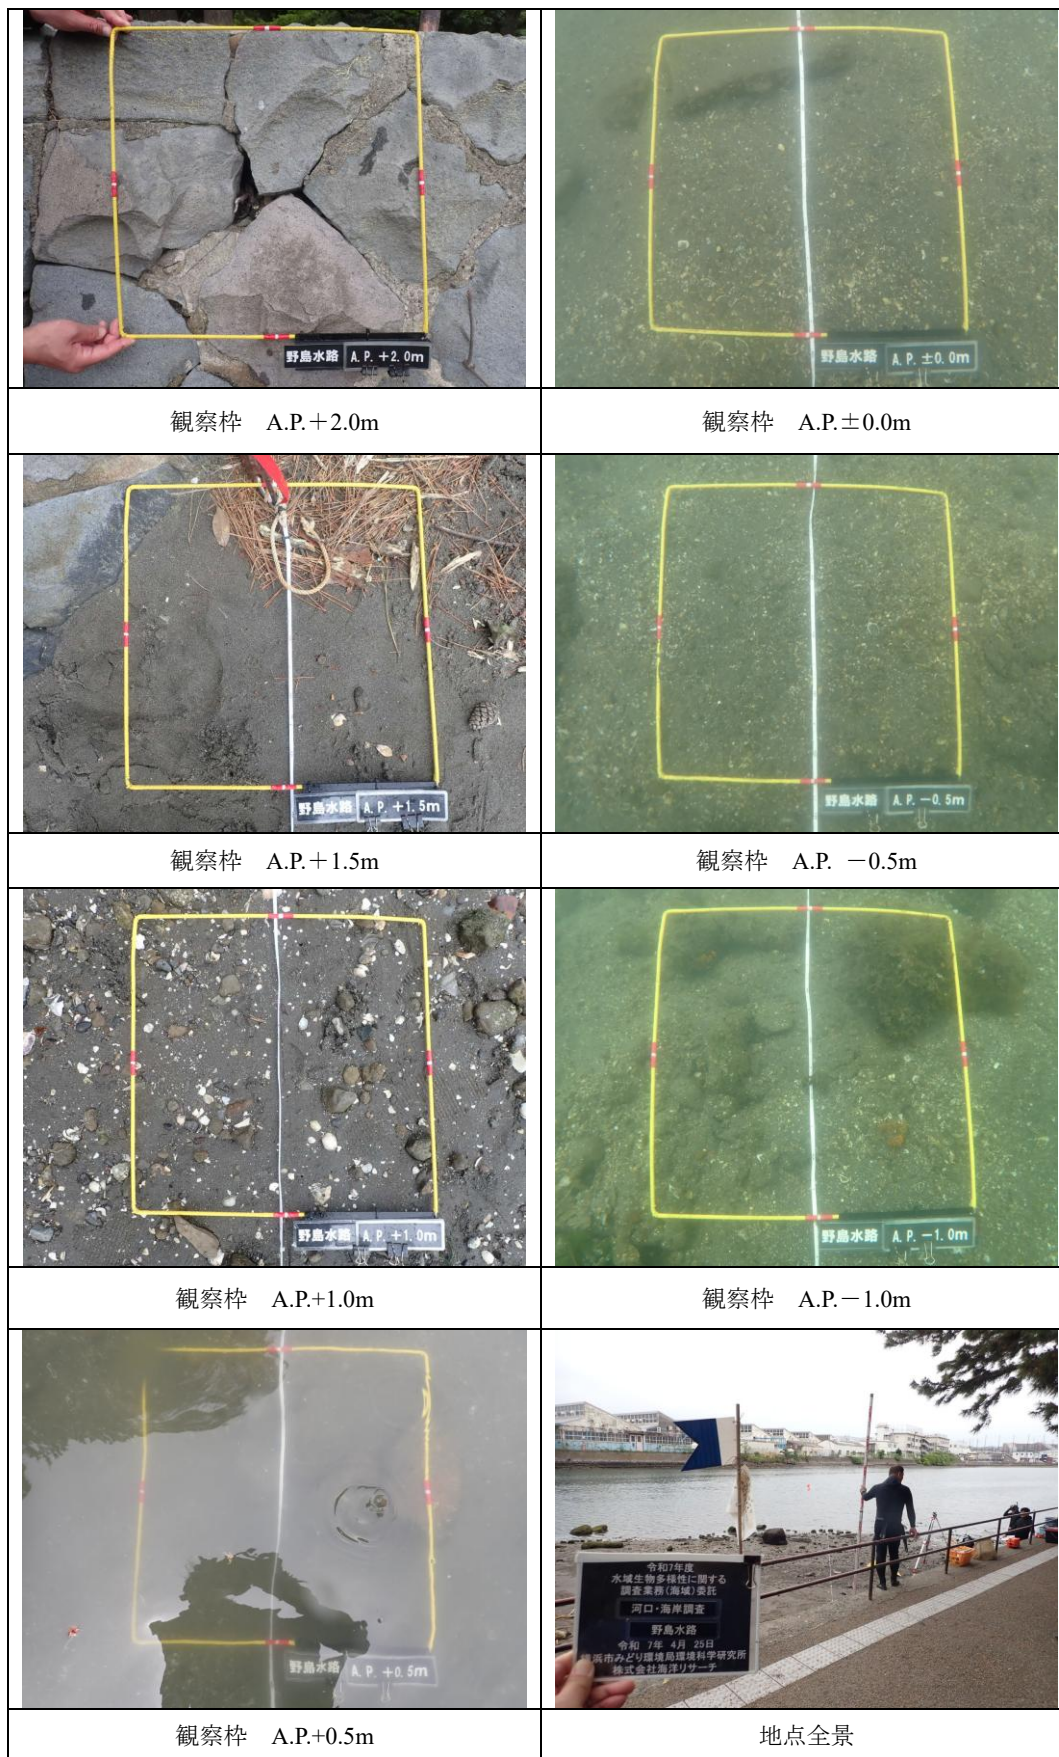 野島水路 A.P.+2.0m
野島水路 A.P.±0.0m
観察枠 A.P.＋2.0m
観察枠 A.P.±0.0m
野島水路 A.P.+1.5m
野島水路 A.P.-0.5m
観察枠 A.P.＋1.5m
観察枠 A.P. －0.5m
野島水路 A.P.+1.0m
野島水路 A.P.-1.0m
観察枠 A.P.+1.0m
観察枠 A.P.－1.0m
野島水路 A.P.+0.5m
令和7年度
水域生物多様性に関する
調査業務(海域)委託
河口・海岸調査
野島水路
令和 7年 4月 25日
横浜市みどり環境局環境科学研究所
株式会社海洋リサーチ
観察枠 A.P.+0.5m
地点全景